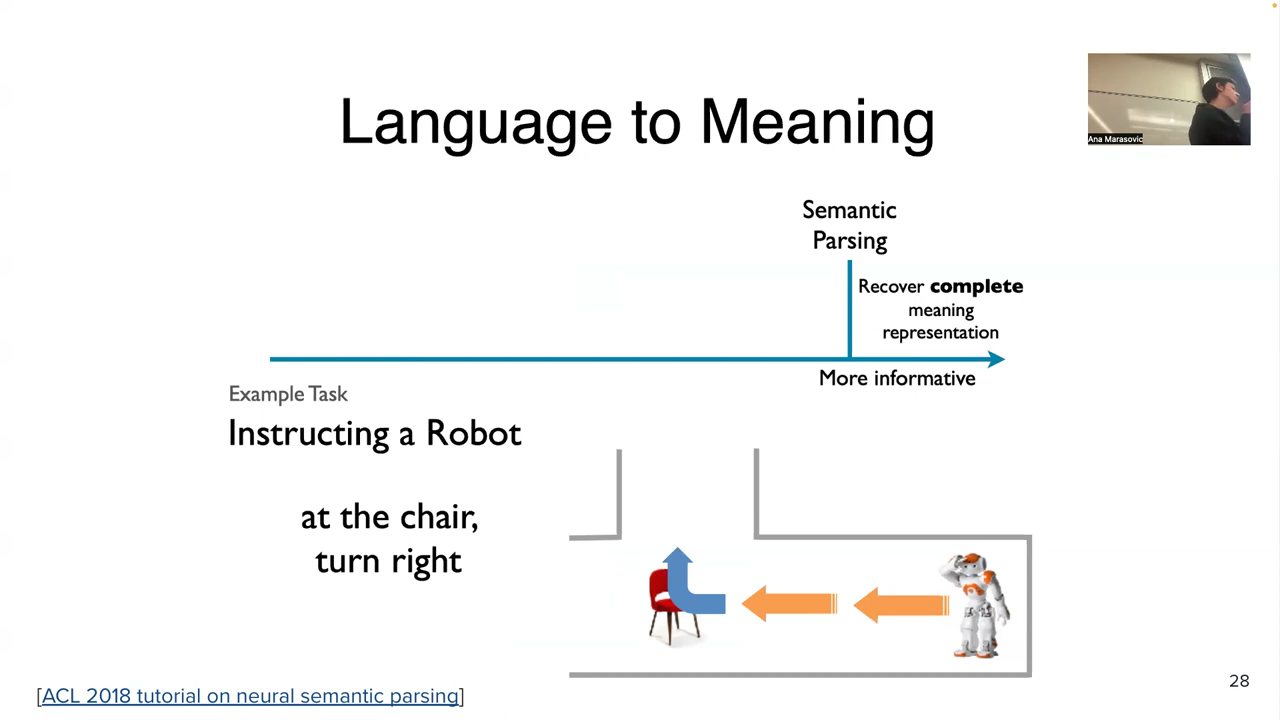 Language to Meaning
Ana Marasovic
Semantic
Parsing
Recover complete
meaning
representation
More informative
Example Task
Instructing a Robot
at the chair,
turn right
[ACL 2018 tutorial on neural semantic parsing]
28